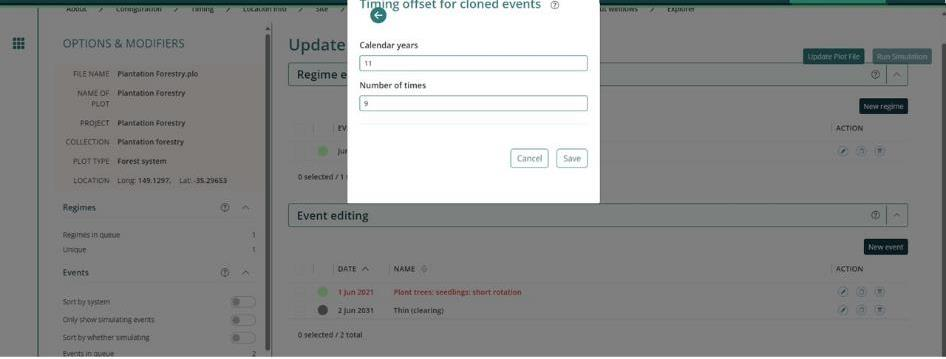 About
Configuration
Timing
Location Info
Site
Windows
Explorer
Timing offset for cloned events
Calendar years
11
Number of times
9
Cancel
Save
OPTIONS & MODIFIERS
FILE NAME Plantation Forestry.plo
NAME OF PLOT Plantation Forestry
PROJECT Plantation Forestry
COLLECTION Plantation forestry
PLOT TYPE Forest system
LOCATION Long: 149.1297, Lat: -35.29653
Regimes
Regimes in queue 1
Unique 1
Events
Sort by system
Only show simulating events
Sort by whether simulating
Events in queue 2
Update
Update Plot File
Run Simulation
Regime e
New regime
ACTION
0 selected / 1
Event editing
New event
DATE NAME ACTION
1 Jun 2021 Plant trees: seedlings: short rotation
2 Jun 2031 Thin (clearing)
0 selected / 2 total